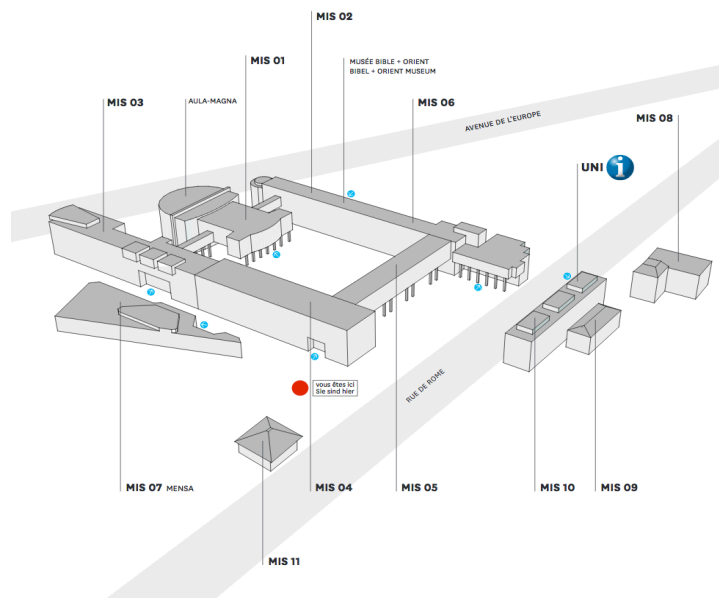 MIS 02
MUSÉE BIBLE + ORIENT
BIBEL + ORIENT MUSEUM
MIS 01
MIS 03
AULA-MAGNA
MIS 06
AVENUE DE L'EUROPE
MIS 08
UNI i
vous êtes ici
Sie sind hier
RUE DE ROME
MIS 07 MENSA
MIS 04
MIS 05
MIS 10
MIS 09
MIS 11